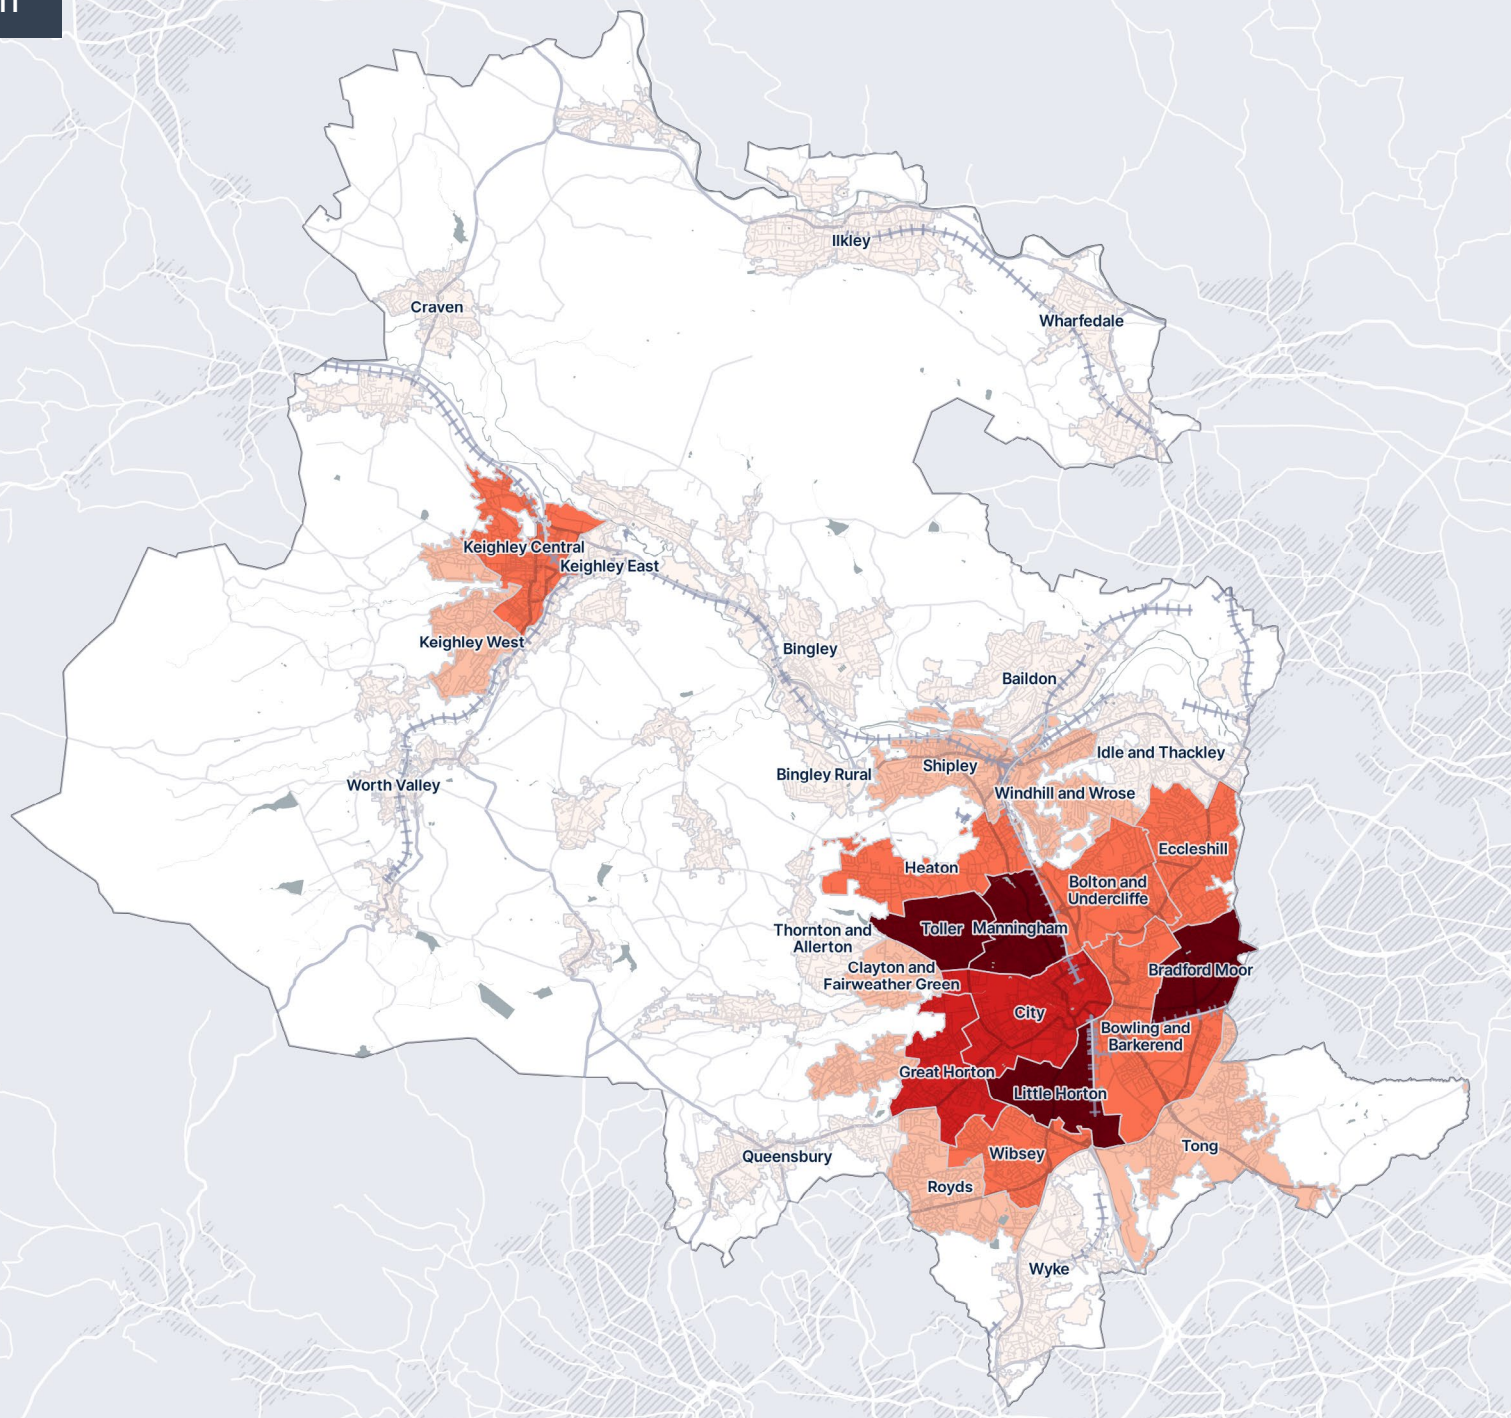 Ilkley
Craven
Wharfedale
Keighley Central
Keighley East
Keighley West
Bingley
Baildon
Idle and Thackley
Shipley
Bingley Rural
Worth Valley
Windhill and Wrose
Eccleshill
Heaton
Bolton and
Undercliffe
Toller
Manningham
Thornton and
Allerton
Clayton and
Fairweather Green
Bradford Moor
City
Bowling and
Barkerend
Great Horton
Little Horton
Tong
Wibsey
Queensbury
Royds
Wyke